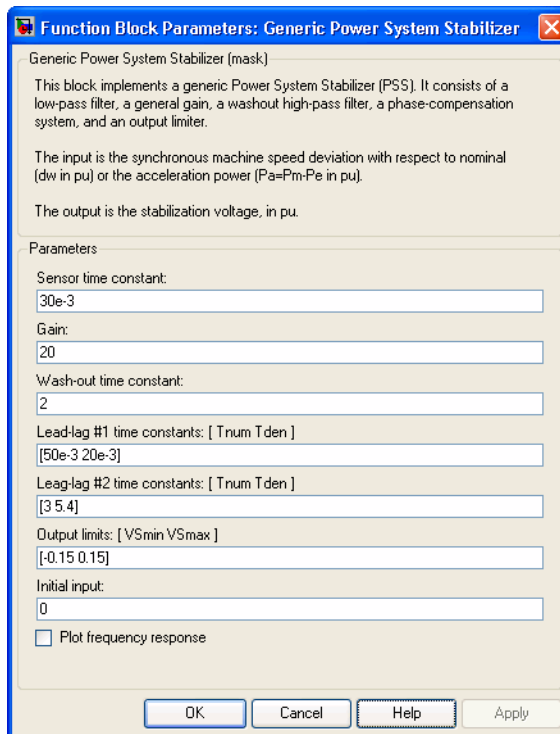 Function Block Parameters: Generic Power System Stabilizer
Generic Power System Stabilizer (mask)
This block implements a generic Power System Stabilizer (PSS). It consists of a
low-pass filter, a general gain, a washout high-pass filter, a phase-compensation
system, and an output limiter.
The input is the synchronous machine speed deviation with respect to nominal
(dw in pu) or the acceleration power (Pa=Pm-Pe in pu).
The output is the stabilization voltage, in pu.
Parameters
Sensor time constant:
30e-3
Gain:
20
Wash-out time constant:
2
Lead-lag #1 time constants: [ Tnum Tden ]
[50e-3 20e-3]
Leag-lag #2 time constants: [ Tnum Tden ]
[3 5.4]
Output limits: [ VSmin VSmax ]
[-0.15 0.15]
Initial input:
0
Plot frequency response
OK Cancel Help Apply